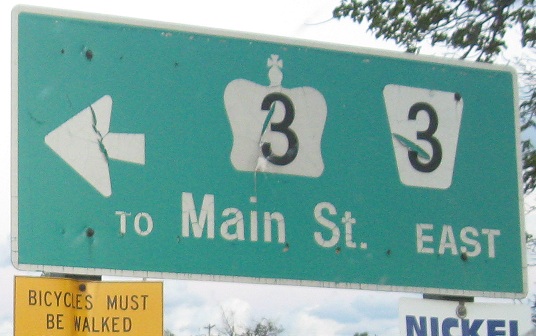 3 3
TO Main St. EAST
BICYCLES MUST
BE WALKED
NICKEL